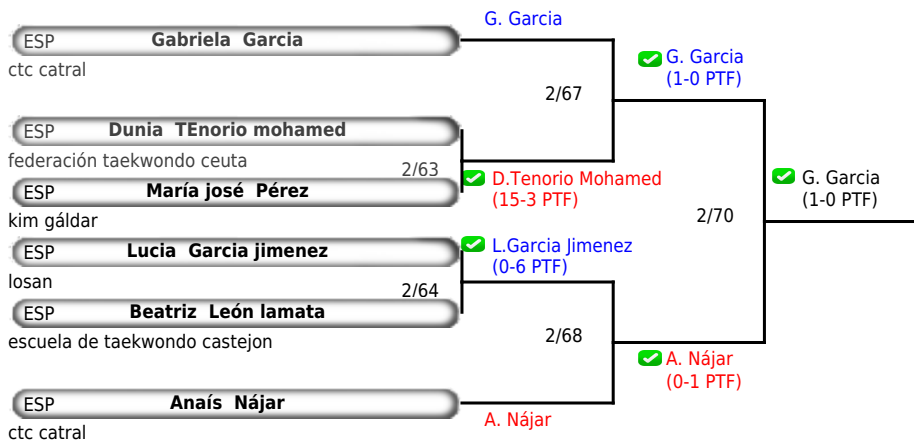 G. Garcia
ESP Gabriela Garcia
ctc catral
G. Garcia
(1-0 PTF)
2/67
ESP Dunia TEnorio mohamed
federación taekwondo ceuta
2/63
D.Tenorio Mohamed
(15-3 PTF)
G. Garcia
(1-0 PTF)
ESP María josé Pérez
kim gáldar
2/70
ESP Lucia Garcia jimenez
L.Garcia Jimenez
(0-6 PTF)
losan
2/64
ESP Beatriz León lamata
escuela de taekwondo castejon
2/68
A. Nájar
(0-1 PTF)
ESP Anaís Nájar
A. Nájar
ctc catral